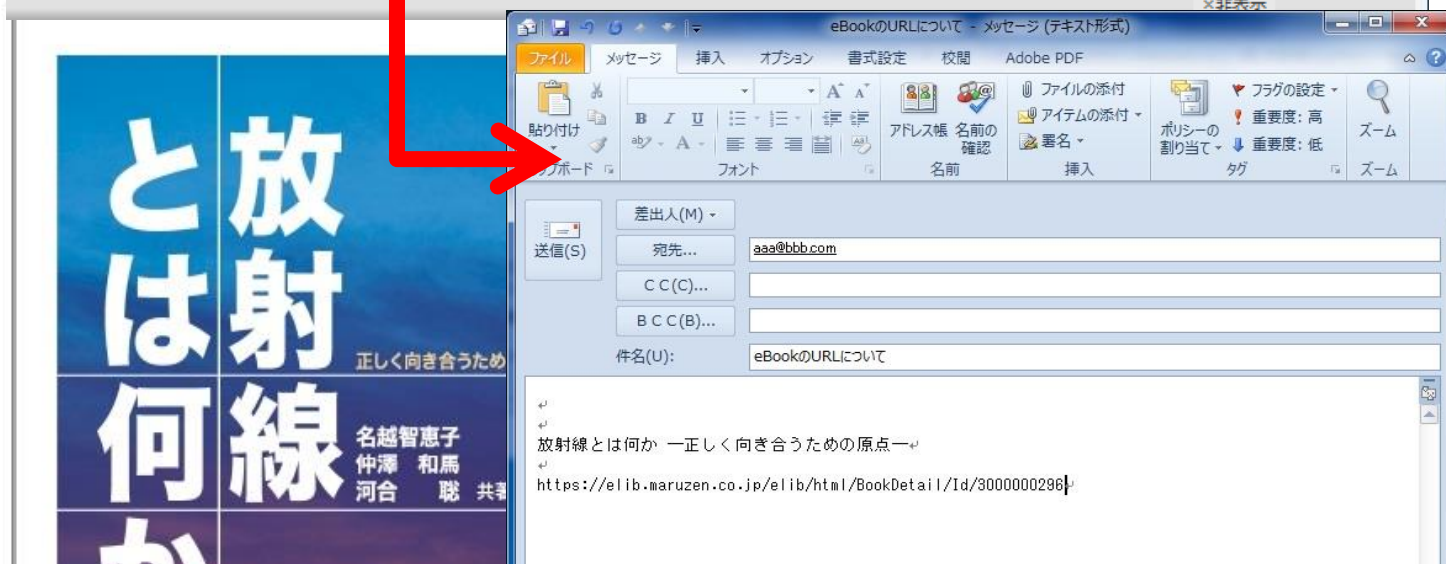 ×非表示
放射線
とは何か
正しく向き合うため
名越智恵子
仲澤 和馬
河合 聡 共著
eBookのURLについて - メッセージ (テキスト形式)
ファイル メッセージ 挿入 オプション 書式設定 校閲 Adobe PDF
貼り付け
B I U
アドレス帳 名前の確認
ファイルの添付
アイテムの添付
署名
ポリシーの割り当て
フラグの設定
重要度: 高
重要度: 低
ズーム
フォント 名前 挿入 タグ ズーム
差出人(M)
送信(S)
宛先... aaa@bbb.com
CC(C)...
BCC(B)...
件名(U): eBookのURLについて
放射線とは何か ―正しく向き合うための原点―
https://elib.maruzen.co.jp/elib/html/BookDetail/Id/3000000296